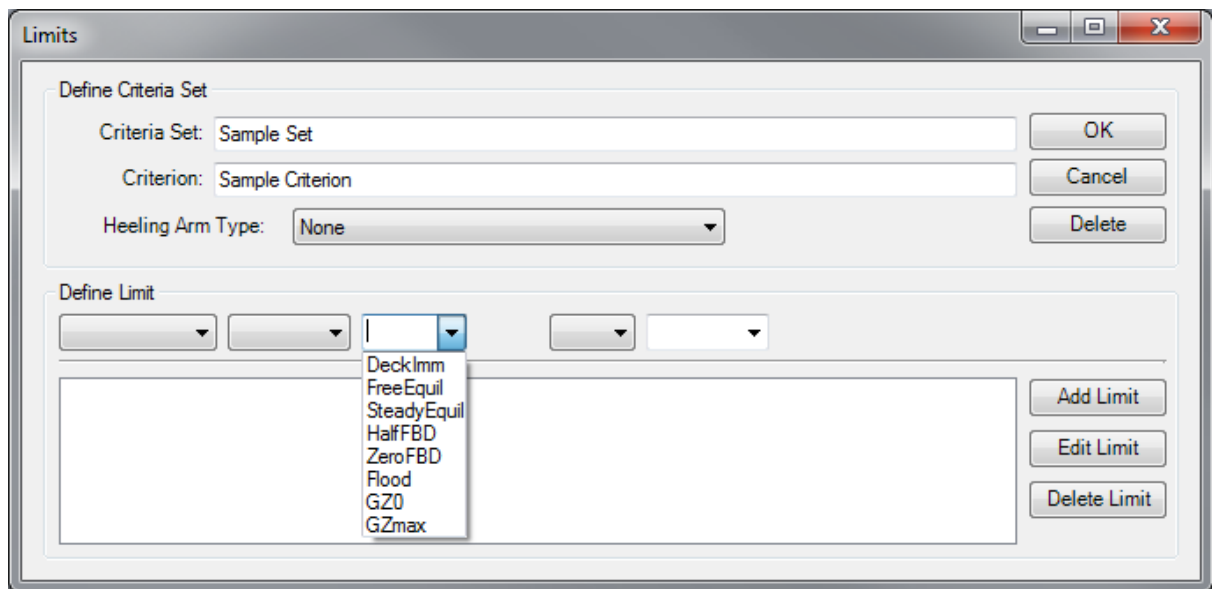 Limits
Define Criteria Set
Criteria Set: Sample Set
OK
Criterion: Sample Criterion
Cancel
Heeling Arm Type: None
Delete
Define Limit
DeckImm
FreeEquil
SteadyEquil
HalfFBD
ZeroFBD
Flood
GZ0
GZmax
Add Limit
Edit Limit
Delete Limit